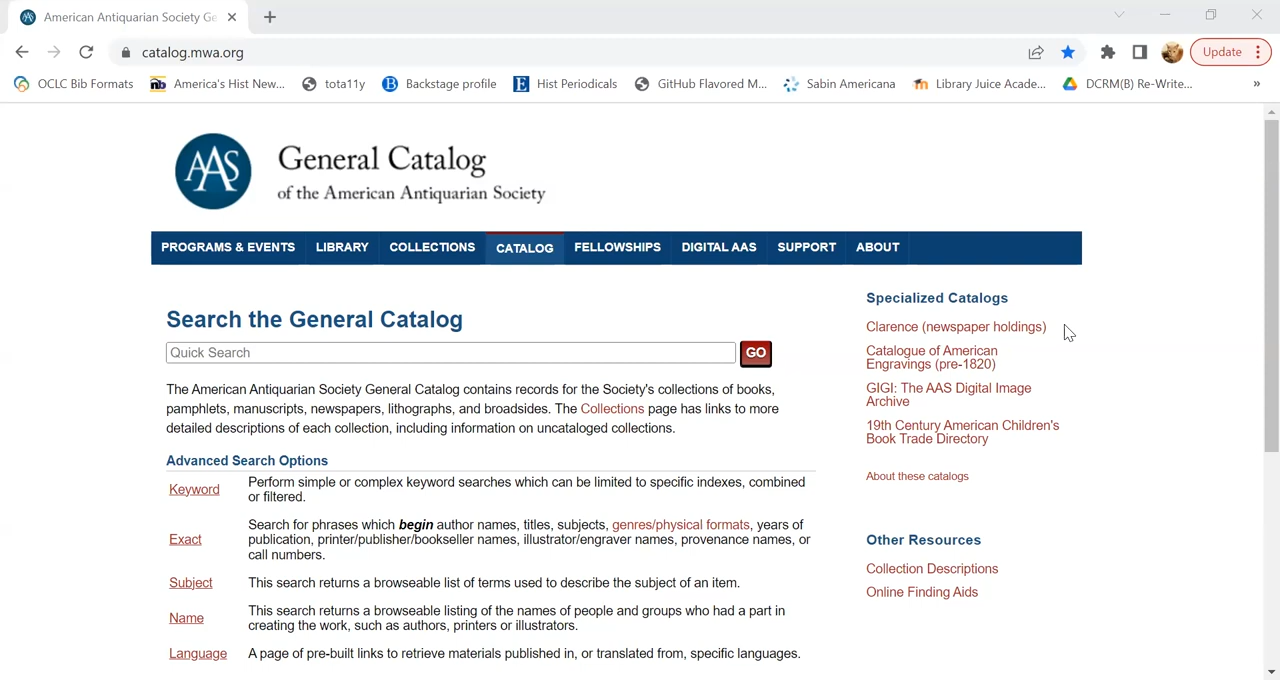 American Antiquarian Society Ge
catalog.mwa.org
Update
OCLC Bib Formats
America's Hist New...
tota11y
Backstage profile
Hist Periodicals
GitHub Flavored M...
Sabin Americana
Library Juice Acade...
DCRM(B) Re-Write...
»
AAS
General Catalog
of the American Antiquarian Society
PROGRAMS & EVENTS LIBRARY COLLECTIONS CATALOG FELLOWSHIPS DIGITAL AAS SUPPORT ABOUT
Search the General Catalog
Quick Search
GO
The American Antiquarian Society General Catalog contains records for the Society's collections of books,
pamphlets, manuscripts, newspapers, lithographs, and broadsides. The Collections page has links to more
detailed descriptions of each collection, including information on uncataloged collections.
Advanced Search Options
Keyword
Perform simple or complex keyword searches which can be limited to specific indexes, combined
or filtered.
Exact
Search for phrases which begin author names, titles, subjects, genres/physical formats, years of
publication, printer/publisher/bookseller names, illustrator/engraver names, provenance names, or
call numbers.
Subject
This search returns a browseable list of terms used to describe the subject of an item.
Name
This search returns a browseable listing of the names of people and groups who had a part in
creating the work, such as authors, printers or illustrators.
Language
A page of pre-built links to retrieve materials published in, or translated from, specific languages.
Specialized Catalogs
Clarence (newspaper holdings)
Catalogue of American
Engravings (pre-1820)
GIGI: The AAS Digital Image
Archive
19th Century American Children's
Book Trade Directory
About these catalogs
Other Resources
Collection Descriptions
Online Finding Aids